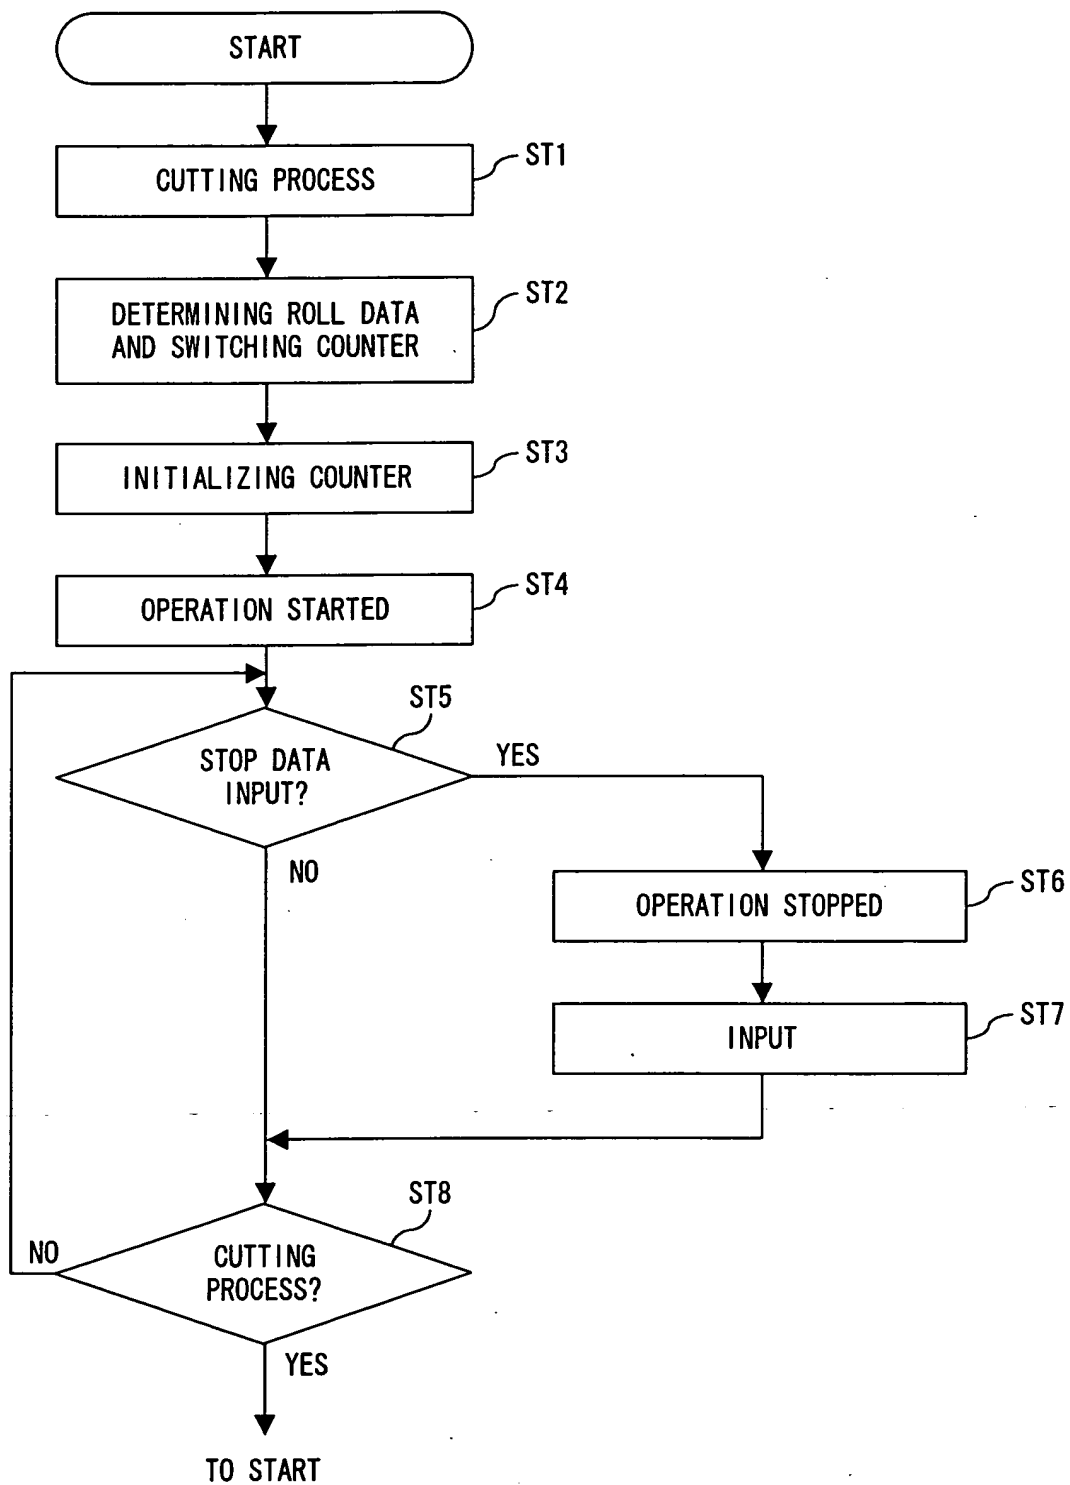 START
CUTTING PROCESS
ST1
DETERMINING ROLL DATA
AND SWITCHING COUNTER
ST2
INITIALIZING COUNTER
ST3
OPERATION STARTED
ST4
STOP DATA
INPUT?
ST5
YES
NO
OPERATION STOPPED
ST6
INPUT
ST7
CUTTING
PROCESS?
ST8
NO
YES
TO START